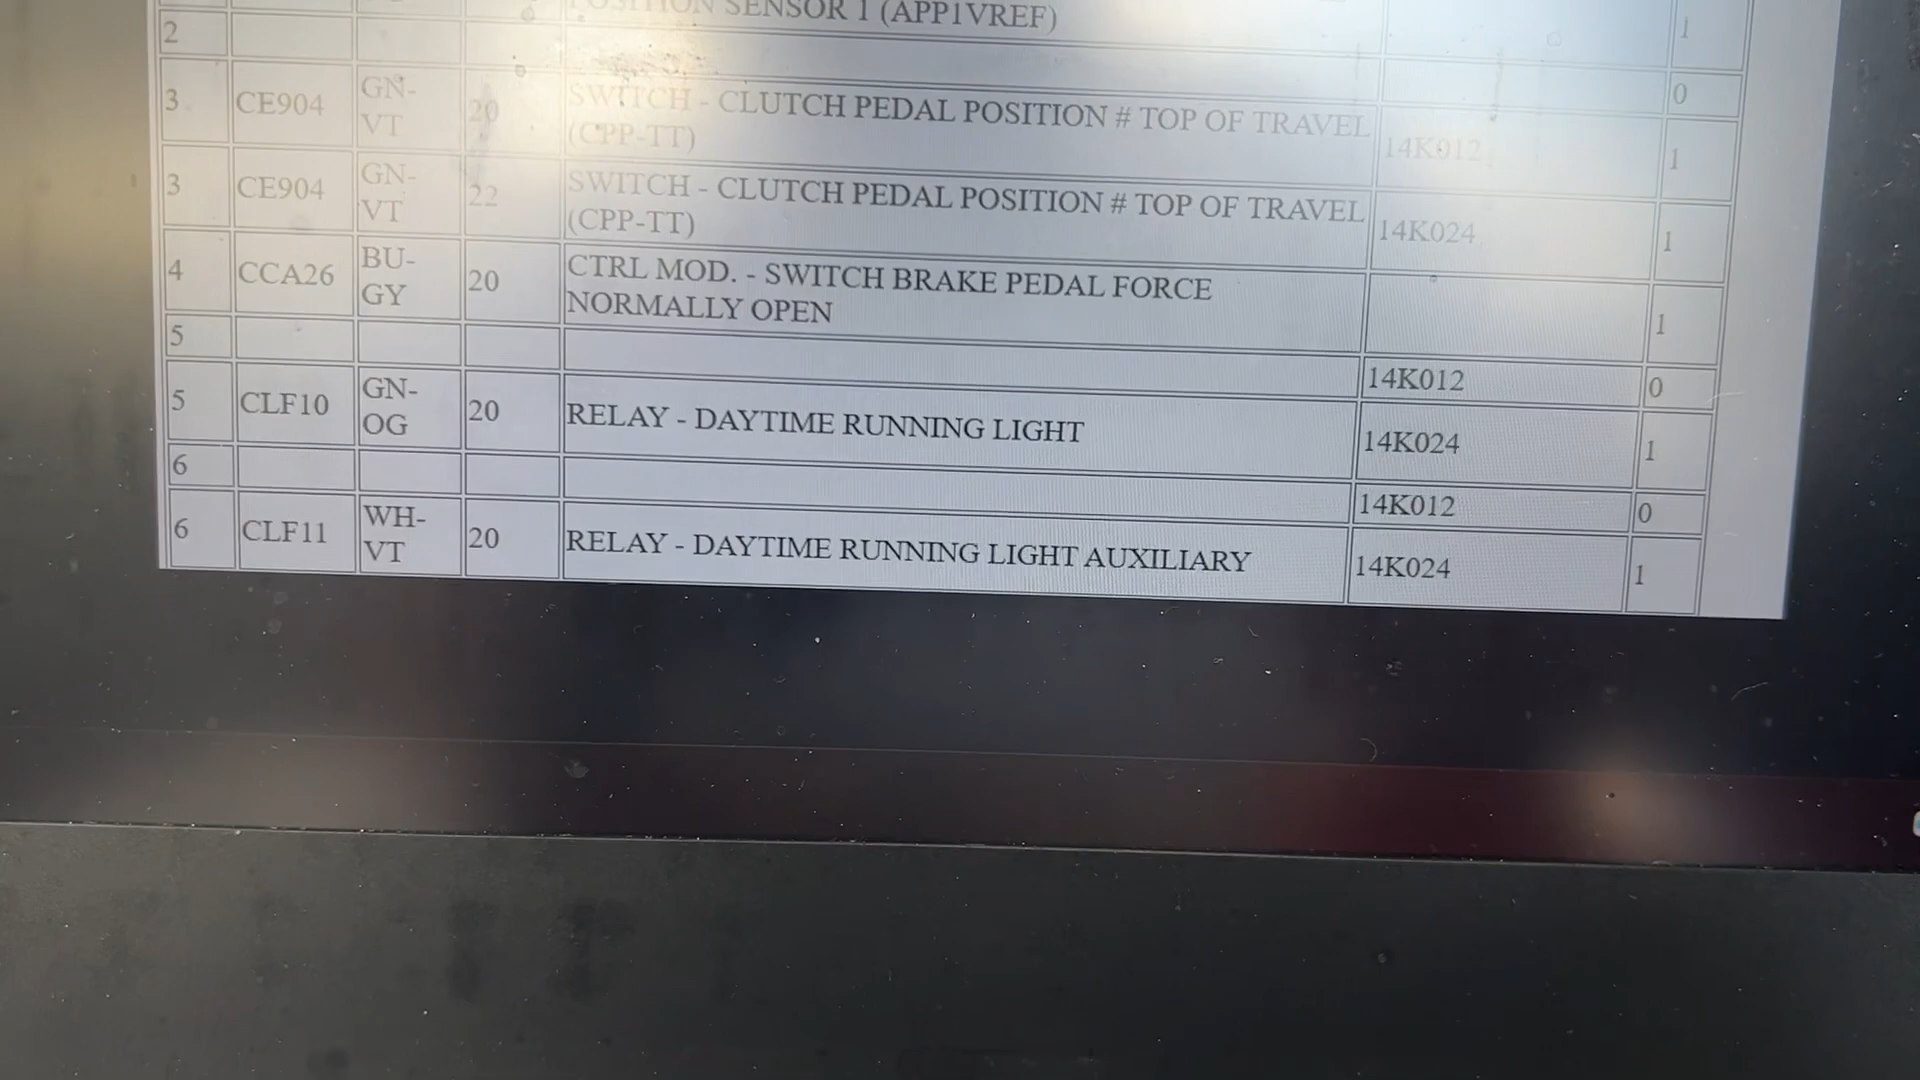 POSITION SENSOR 1 (APP1VREF) 1
2 0
3 CE904 GN-VT 20 SWITCH - CLUTCH PEDAL POSITION # TOP OF TRAVEL (CPP-TT) 14K012 1
3 CE904 GN-VT 22 SWITCH - CLUTCH PEDAL POSITION # TOP OF TRAVEL (CPP-TT) 14K024 1
4 CCA26 BU-GY 20 CTRL MOD. - SWITCH BRAKE PEDAL FORCE NORMALLY OPEN 1
5 14K012 0
5 CLF10 GN-OG 20 RELAY - DAYTIME RUNNING LIGHT 14K024 1
6 14K012 0
6 CLF11 WH-VT 20 RELAY - DAYTIME RUNNING LIGHT AUXILIARY 14K024 1